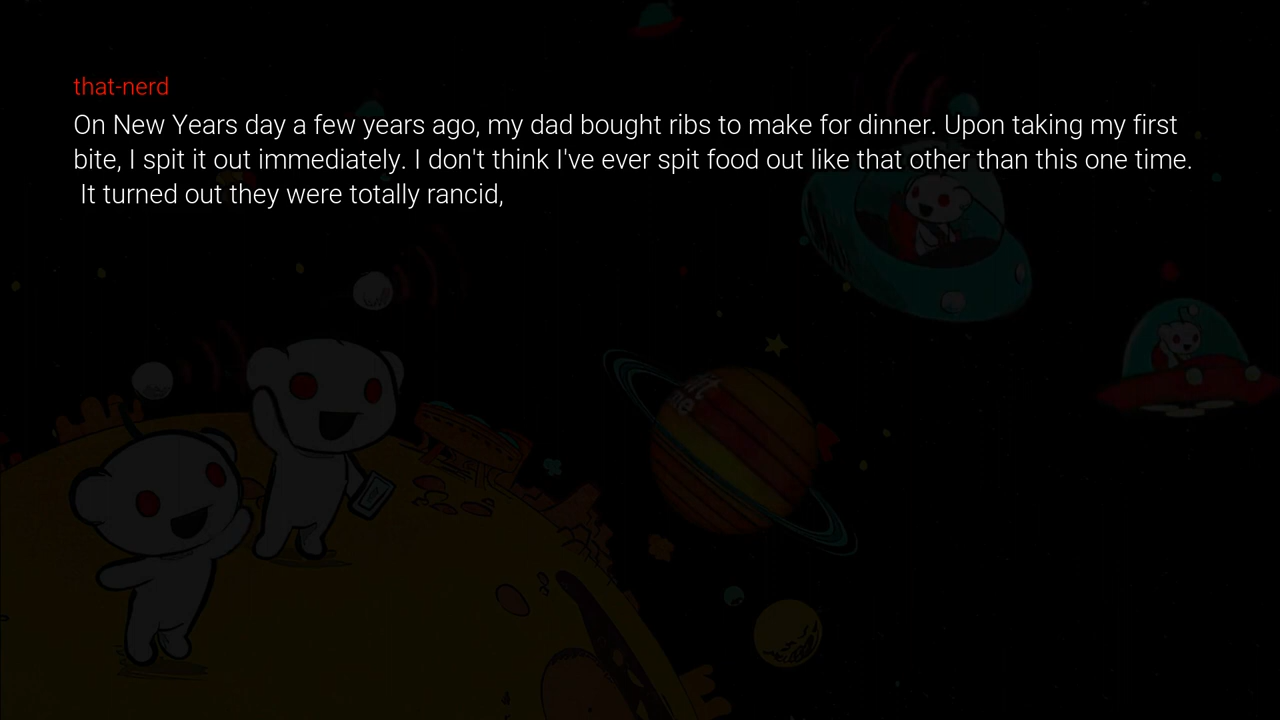 that-nerd
On New Years day a few years ago, my dad bought ribs to make for dinner. Upon taking my first
bite, I spit it out immediately. I don't think I've ever spit food out like that other than this one time.
It turned out they were totally rancid,